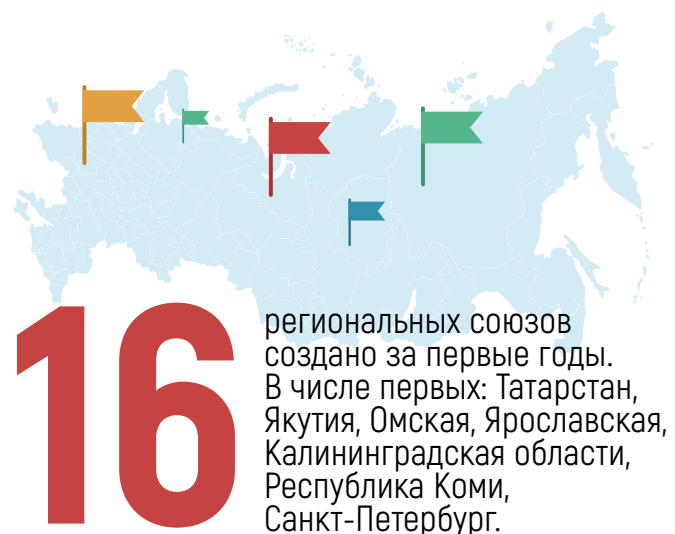 16
региональных союзов
создано за первые годы.
В числе первых: Татарстан,
Якутия, Омская, Ярославская,
Калининградская области,
Республика Коми,
Санкт-Петербург.